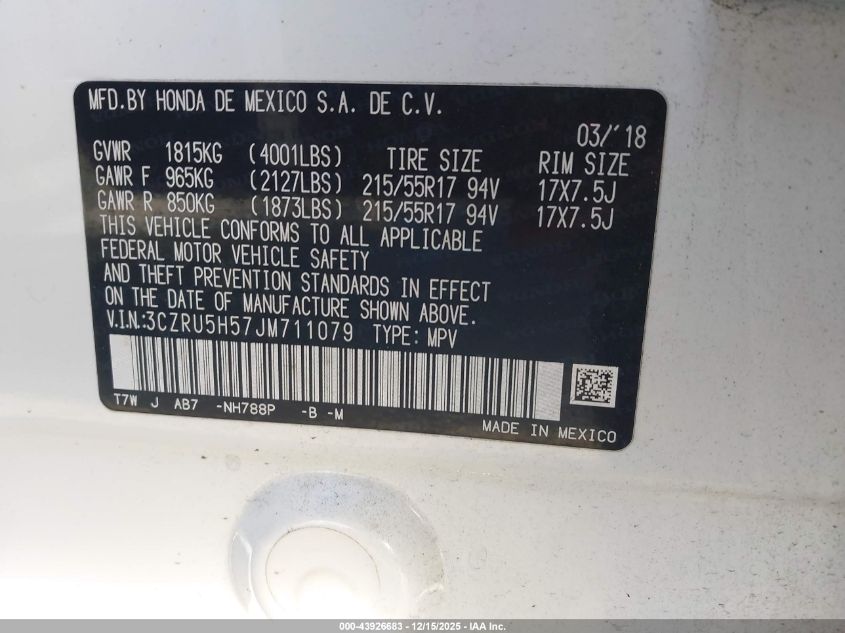 MFD.BY HONDA DE MEXICO S.A. DE C.V.
03/'18
GVWR 1815KG (4001LBS) TIRE SIZE RIM SIZE
GAWR F 965KG (2127LBS) 215/55R17 94V 17X7.5J
GAWR R 850KG (1873LBS) 215/55R17 94V 17X7.5J
THIS VEHICLE CONFORMS TO ALL APPLICABLE
FEDERAL MOTOR VEHICLE SAFETY
AND THEFT PREVENTION STANDARDS IN EFFECT
ON THE DATE OF MANUFACTURE SHOWN ABOVE.
V.I.N:3CZRU5H57JM711079 TYPE: MPV
T7W J AB7 -NH788P -B -M
MADE IN MEXICO
000-43926683 - 12/15/2025 - IAA Inc.